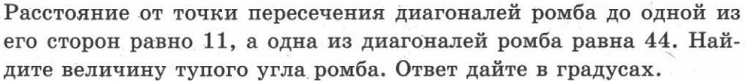 Расстояние от точки пересечения диагоналей ромба до одной из
его сторон равно 11, а одна из диагоналей ромба равна 44. Най-
дите величину тупого угла ромба. Ответ дайте в градусах.